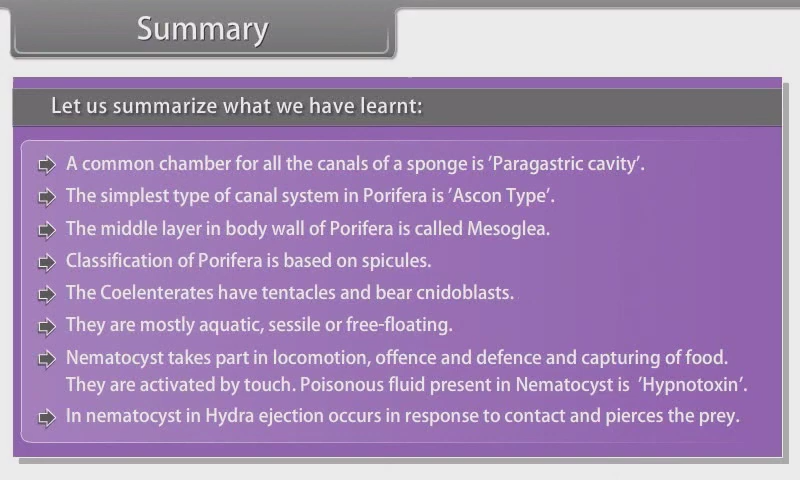 Summary
Let us summarize what we have learnt:
A common chamber for all the canals of a sponge is 'Paragastric cavity'.
The simplest type of canal system in Porifera is 'Ascon Type'.
The middle layer in body wall of Porifera is called Mesoglea.
Classification of Porifera is based on spicules.
The Coelenterates have tentacles and bear cnidoblasts.
They are mostly aquatic, sessile or free-floating.
Nematocyst takes part in locomotion, offence and defence and capturing of food.
They are activated by touch. Poisonous fluid present in Nematocyst is 'Hypnotoxin'.
In nematocyst in Hydra ejection occurs in response to contact and pierces the prey.